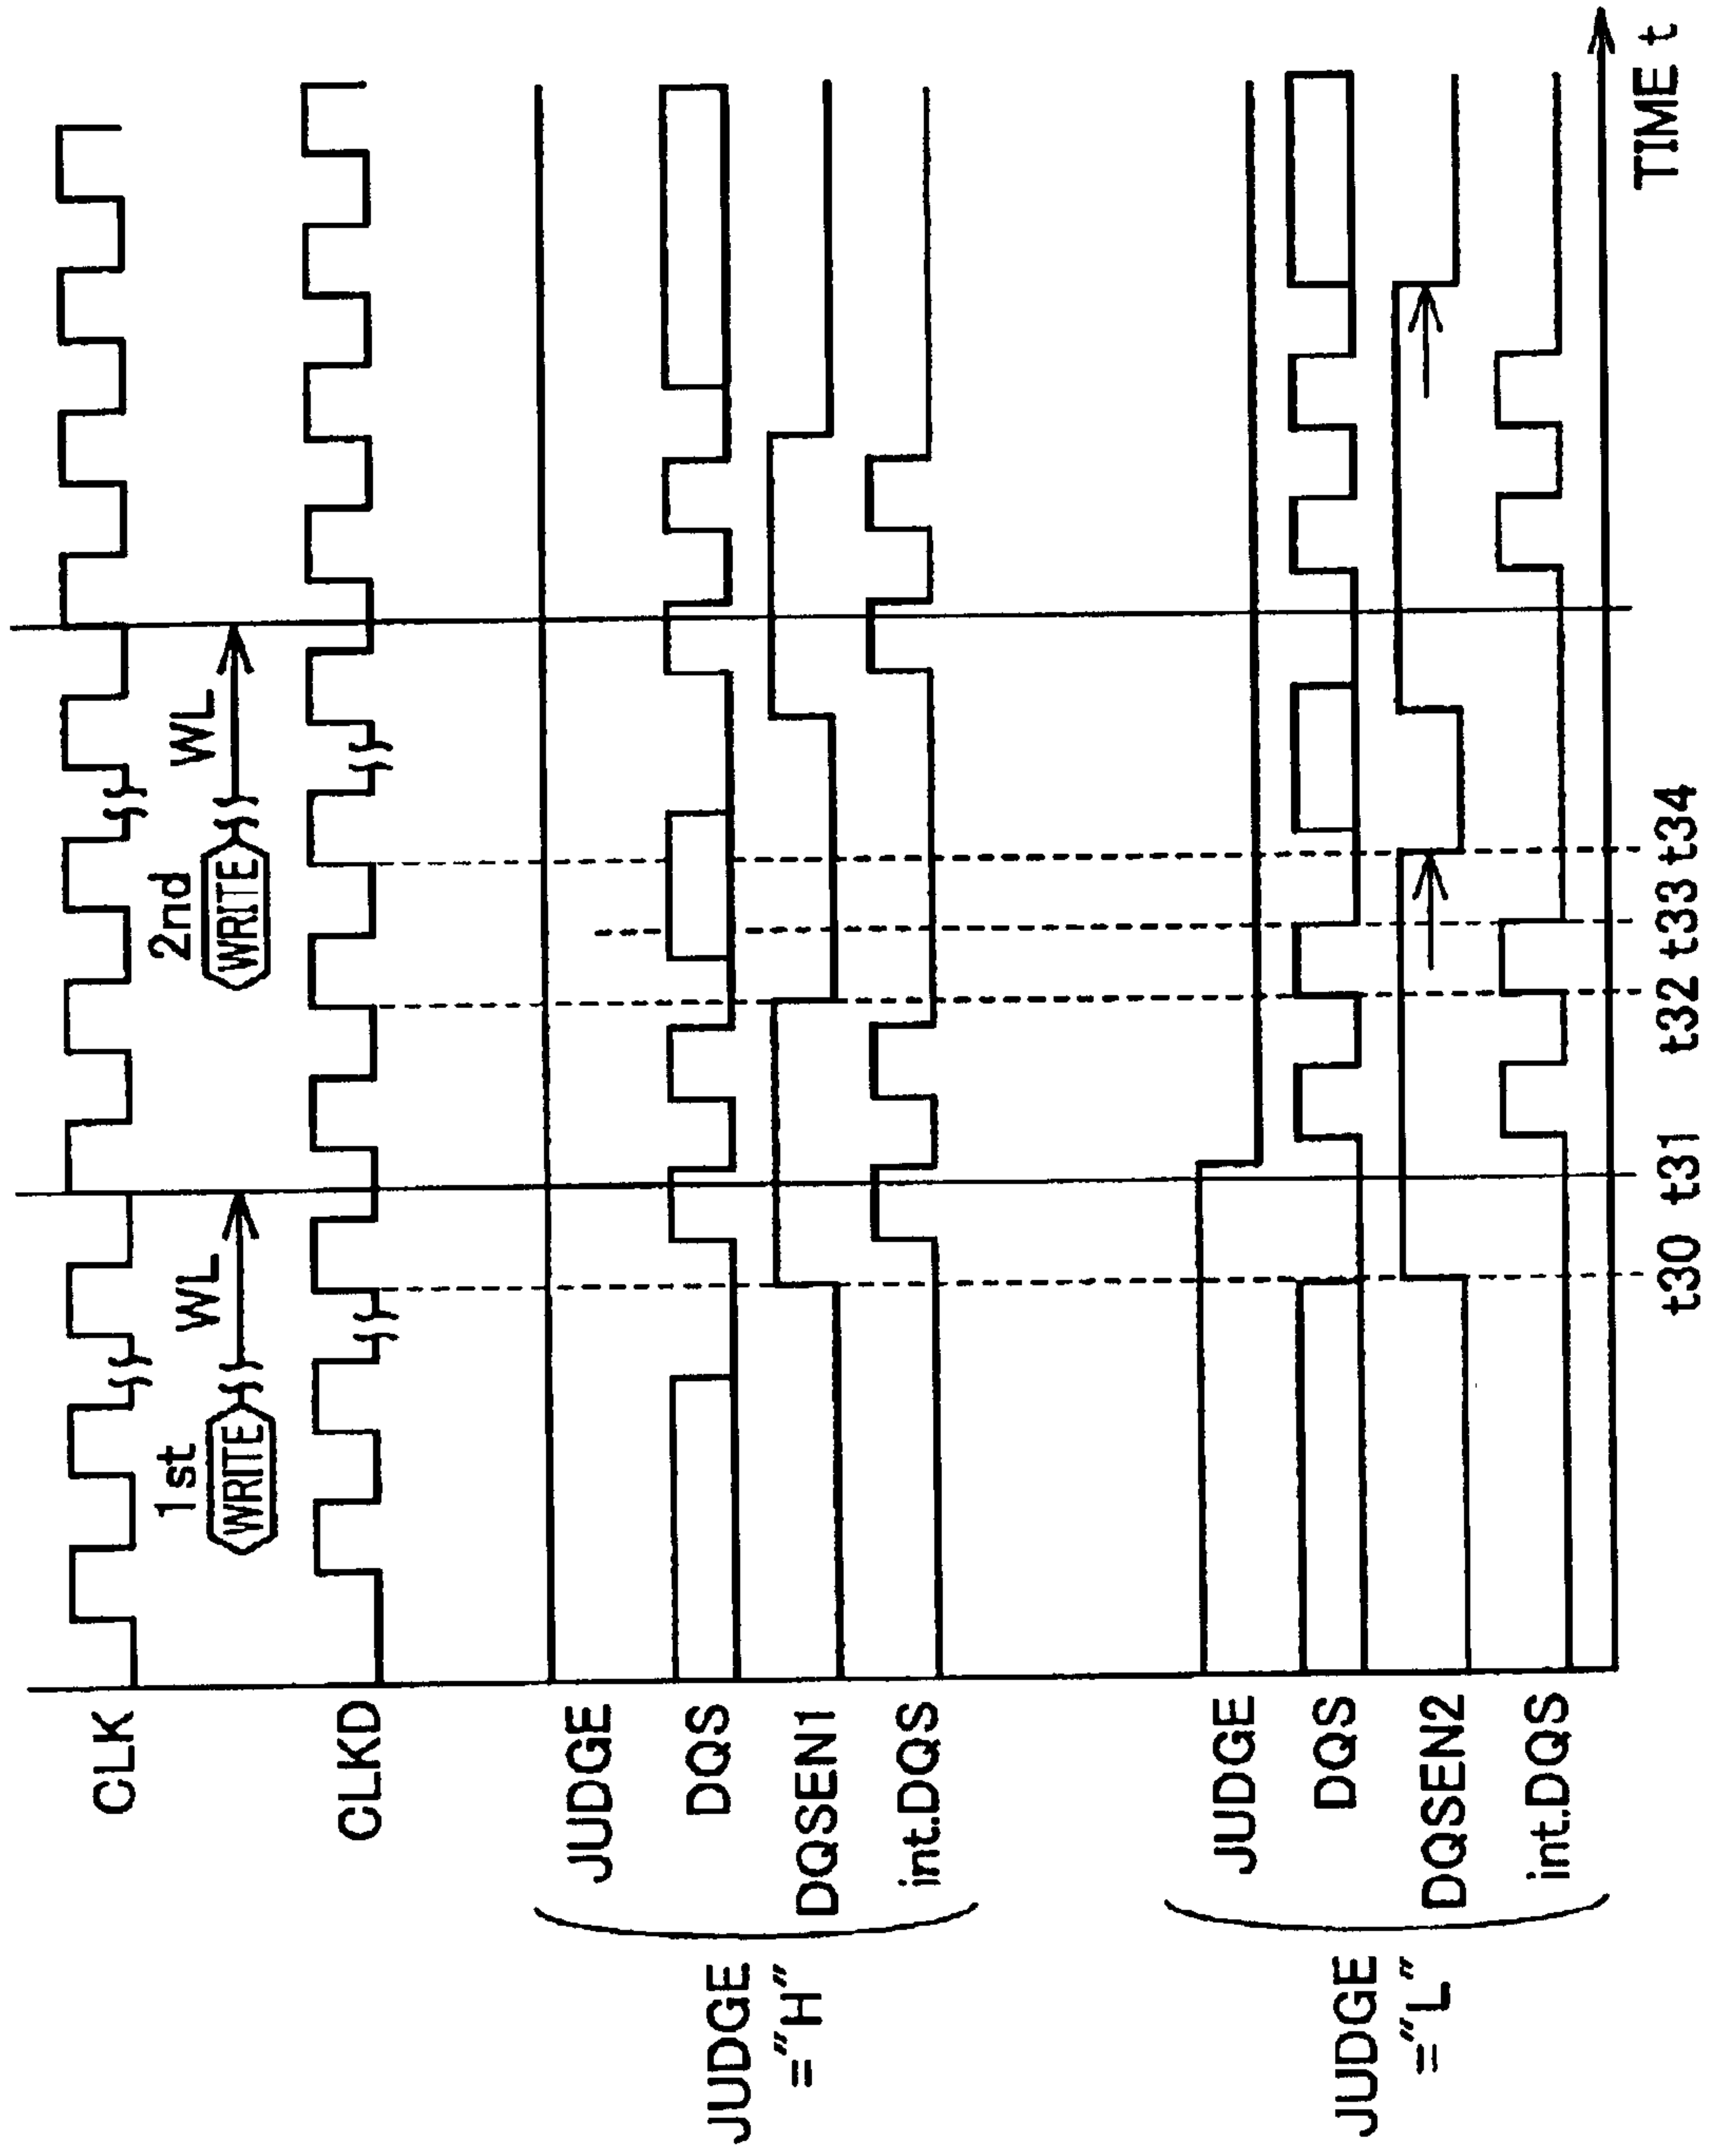 CLK
1st
2nd
WRITE
WL
WRITE
WL
CLKD
JUDGE
="H"
JUDGE
DQS
DQSEN1
int.DQS
JUDGE
="L"
JUDGE
DQS
DQSEN2
int.DQS
t30 t31 t32 t33 t34
TIME t